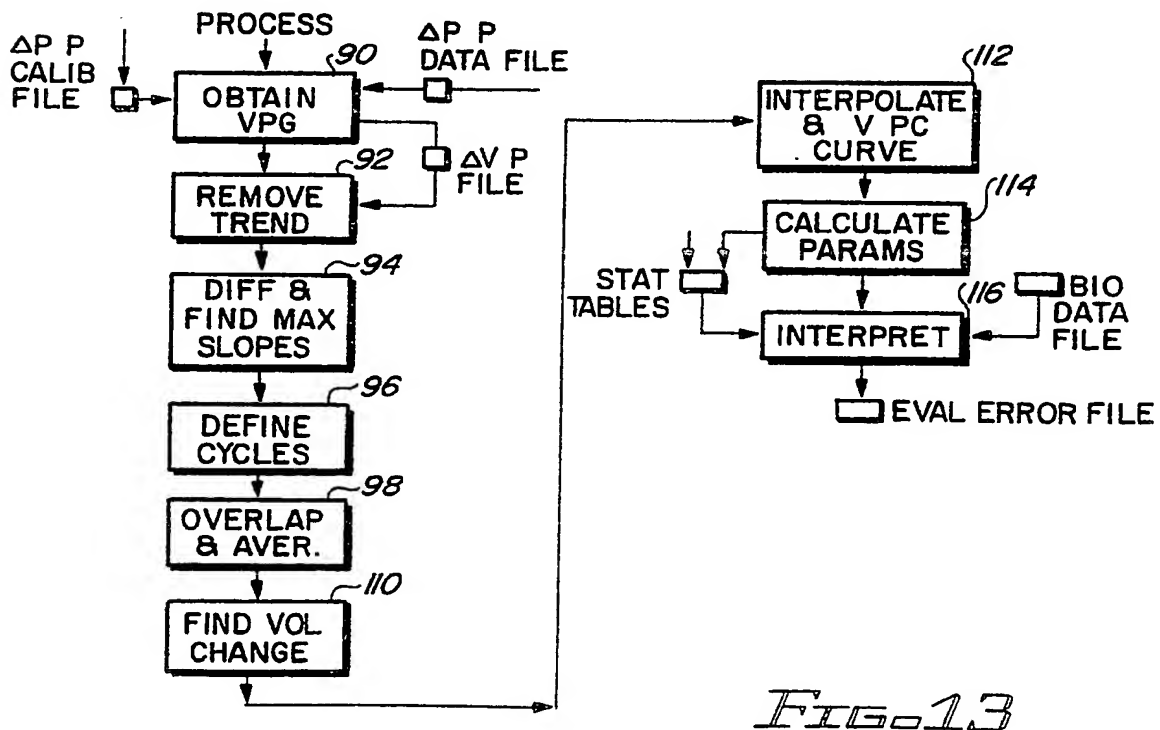 PROCESS
ΔP P
CALIB
FILE
90
ΔP P
DATA FILE
OBTAIN
VPG
ΔV P
FILE
92
REMOVE
TREND
94
DIFF &
FIND MAX
SLOPES
96
DEFINE
CYCLES
98
OVERLAP
& AVER.
110
FIND VOL
CHANGE
112
INTERPOLATE
& V PC
CURVE
114
CALCULATE
PARAMS
STAT
TABLES
116
INTERPRET
BIO
DATA
FILE
EVAL ERROR FILE
FIG-13